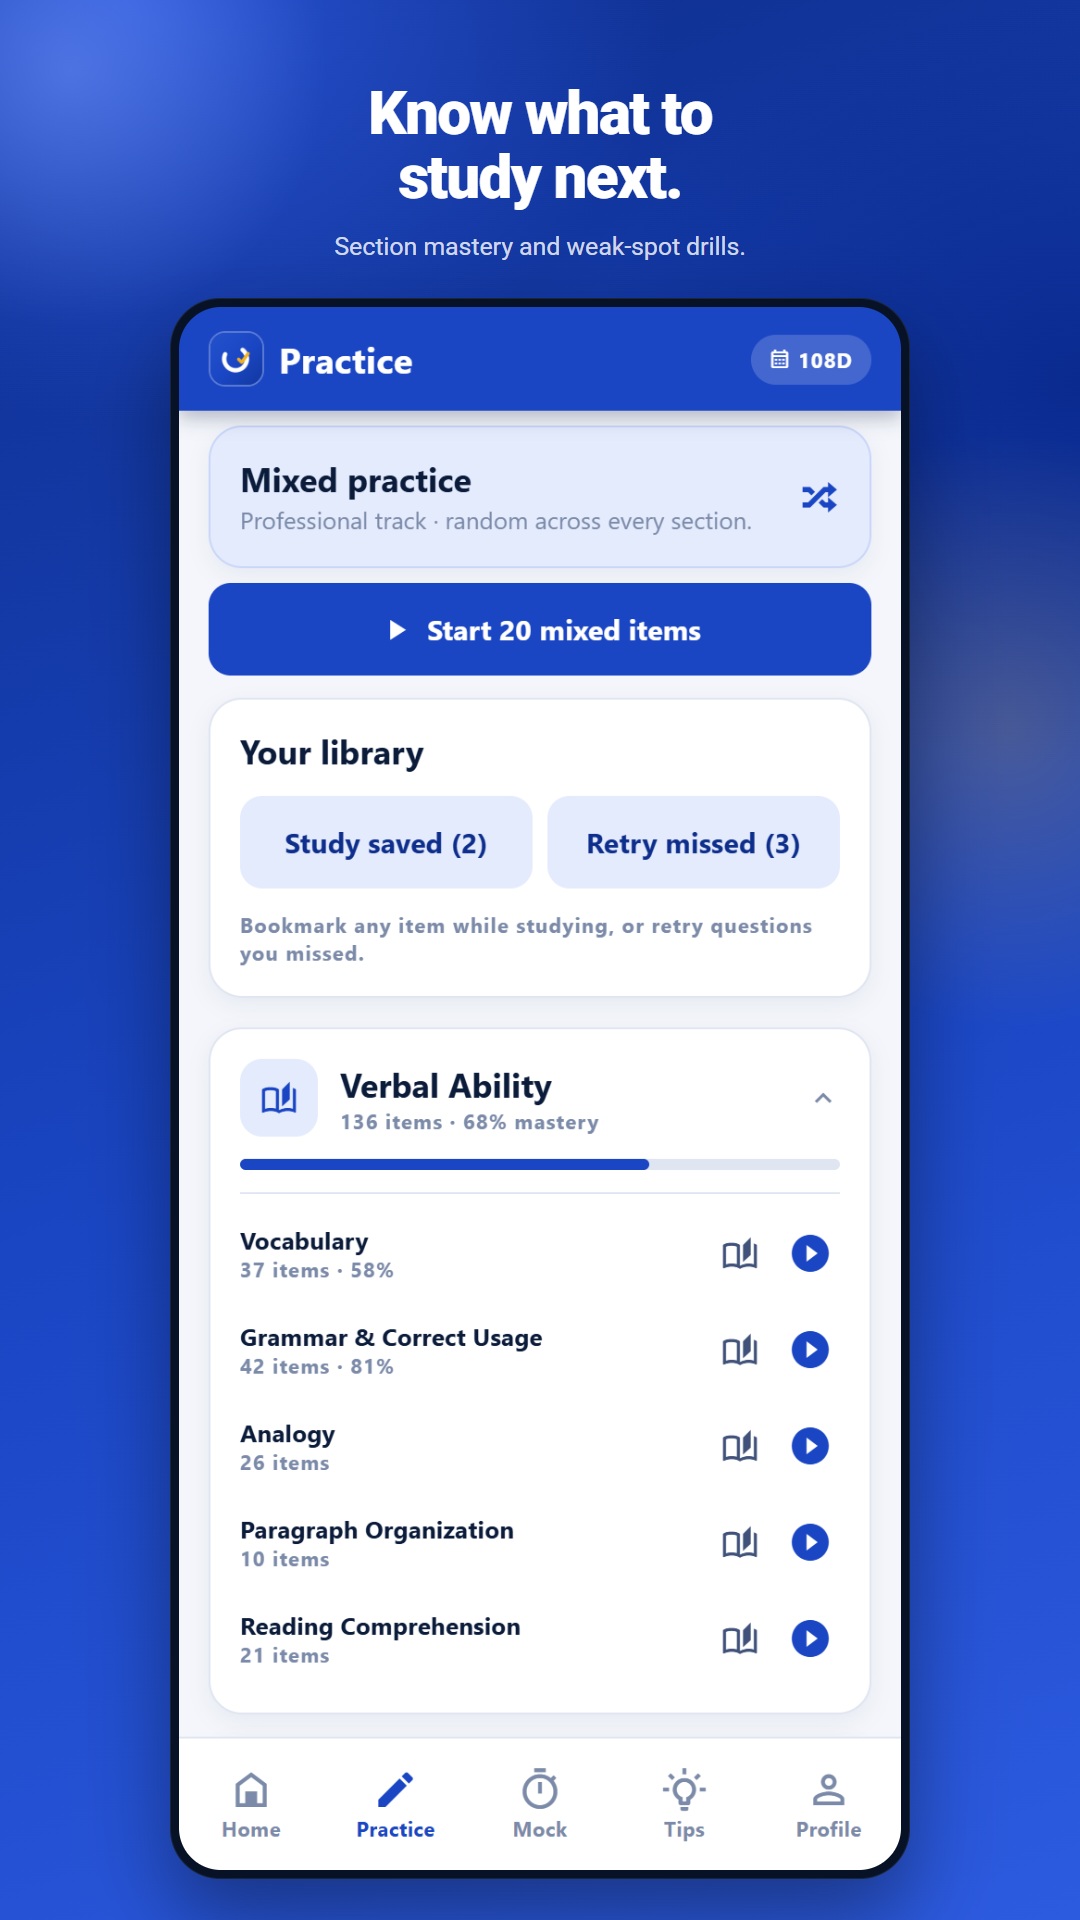 Know what to
study next.
Section mastery and weak-spot drills.
Practice
108D
Mixed practice
Professional track · random across every section.
Start 20 mixed items
Your library
Study saved (2)
Retry missed (3)
Bookmark any item while studying, or retry questions
you missed.
Verbal Ability
136 items · 68% mastery
Vocabulary
37 items · 58%
Grammar & Correct Usage
42 items · 81%
Analogy
26 items
Paragraph Organization
10 items
Reading Comprehension
21 items
Home
Practice
Mock
Tips
Profile